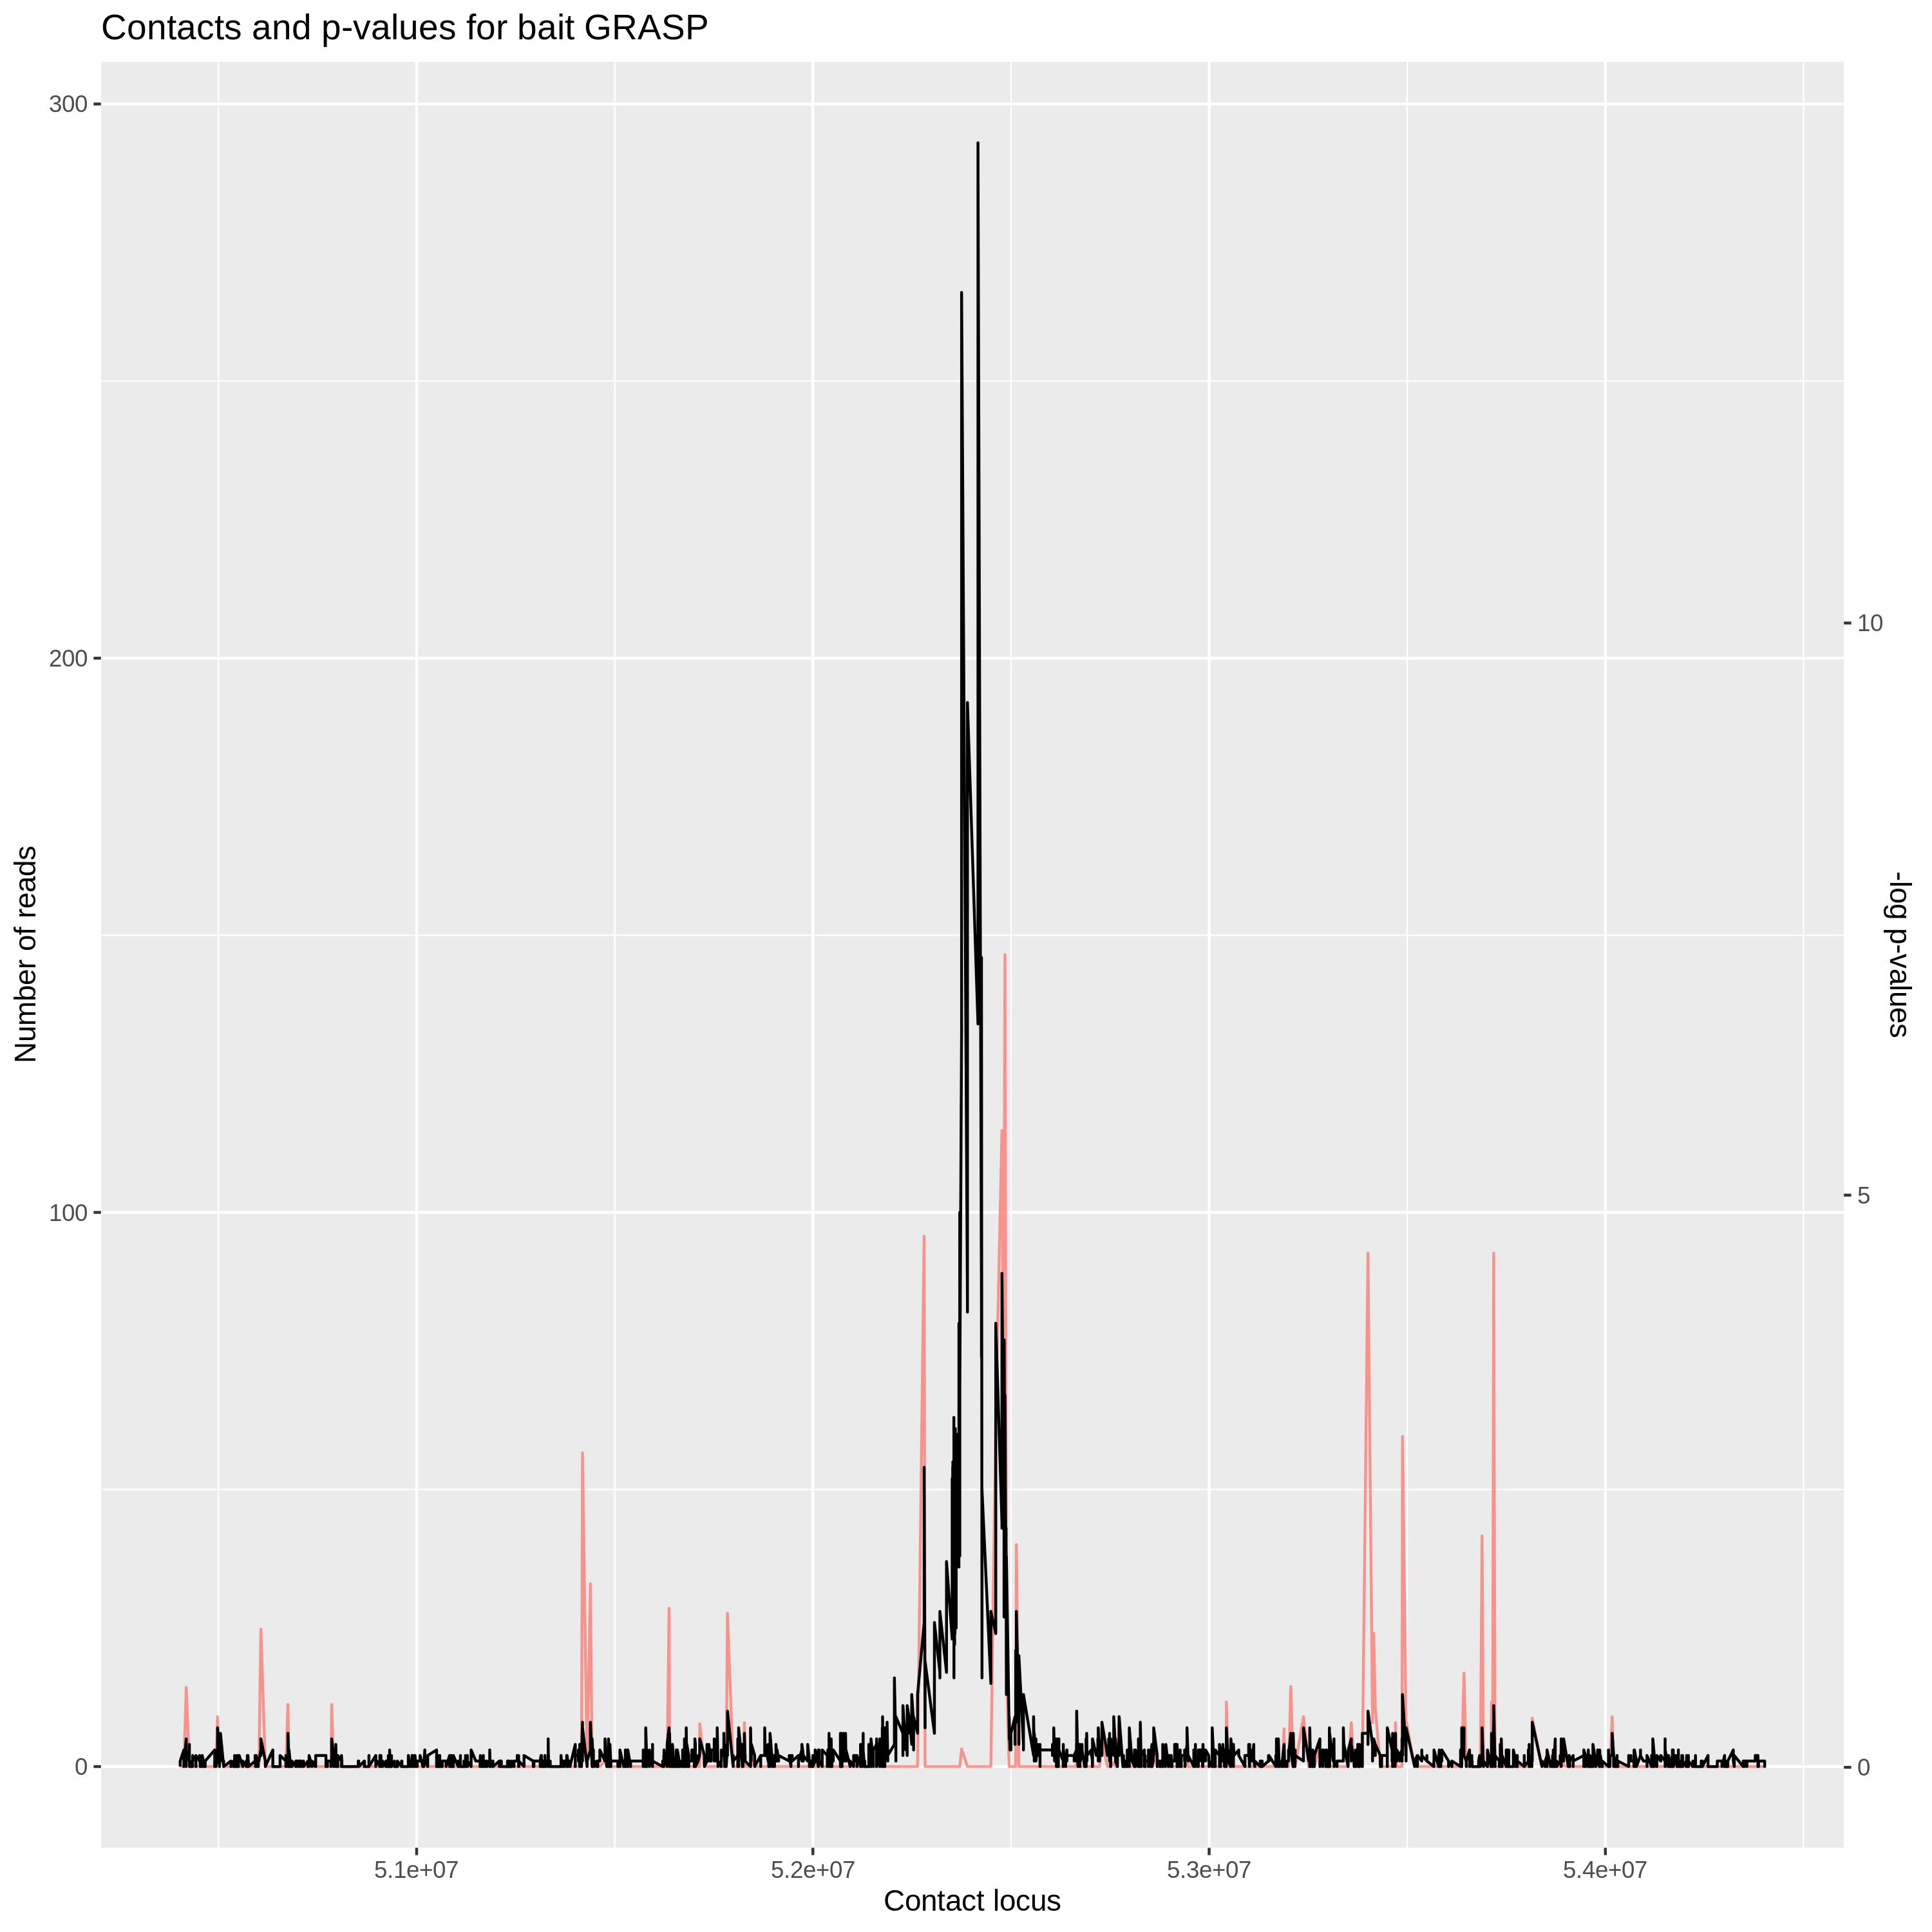 Contacts and p-values for bait GRASP
300
200
100
0
Number of reads
10
5
0
-log p-values
5.1e+07
5.2e+07
5.3e+07
5.4e+07
Contact locus